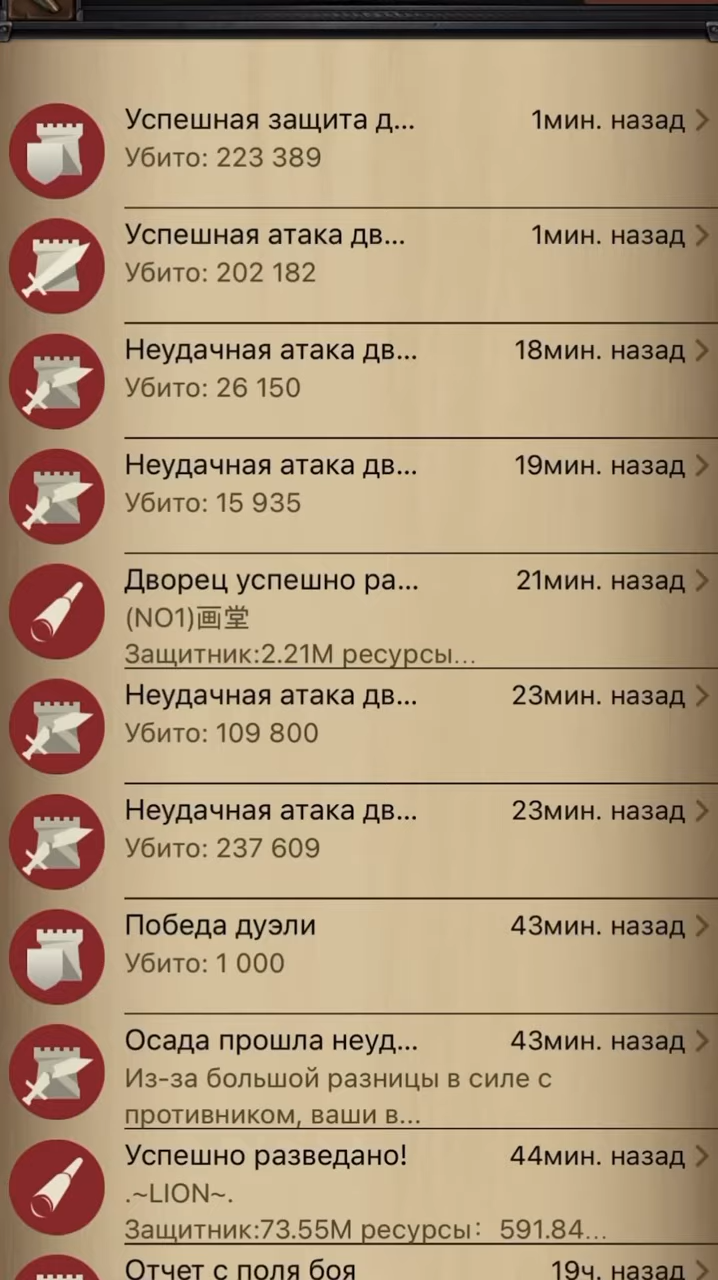 Успешная защита д... 1мин. назад
Убито: 223 389
Успешная атака дв... 1мин. назад
Убито: 202 182
Неудачная атака дв... 18мин. назад
Убито: 26 150
Неудачная атака дв... 19мин. назад
Убито: 15 935
Дворец успешно ра... 21мин. назад
(NO1)画堂
Защитник:2.21M ресурсы...
Неудачная атака дв... 23мин. назад
Убито: 109 800
Неудачная атака дв... 23мин. назад
Убито: 237 609
Победа дуэли 43мин. назад
Убито: 1 000
Осада прошла неуд... 43мин. назад
Из-за большой разницы в силе с
противником, ваши в...
Успешно разведано! 44мин. назад
.~LION~.
Защитник:73.55M ресурсы： 591.84...
Отчет с поля боя 19ч. назад